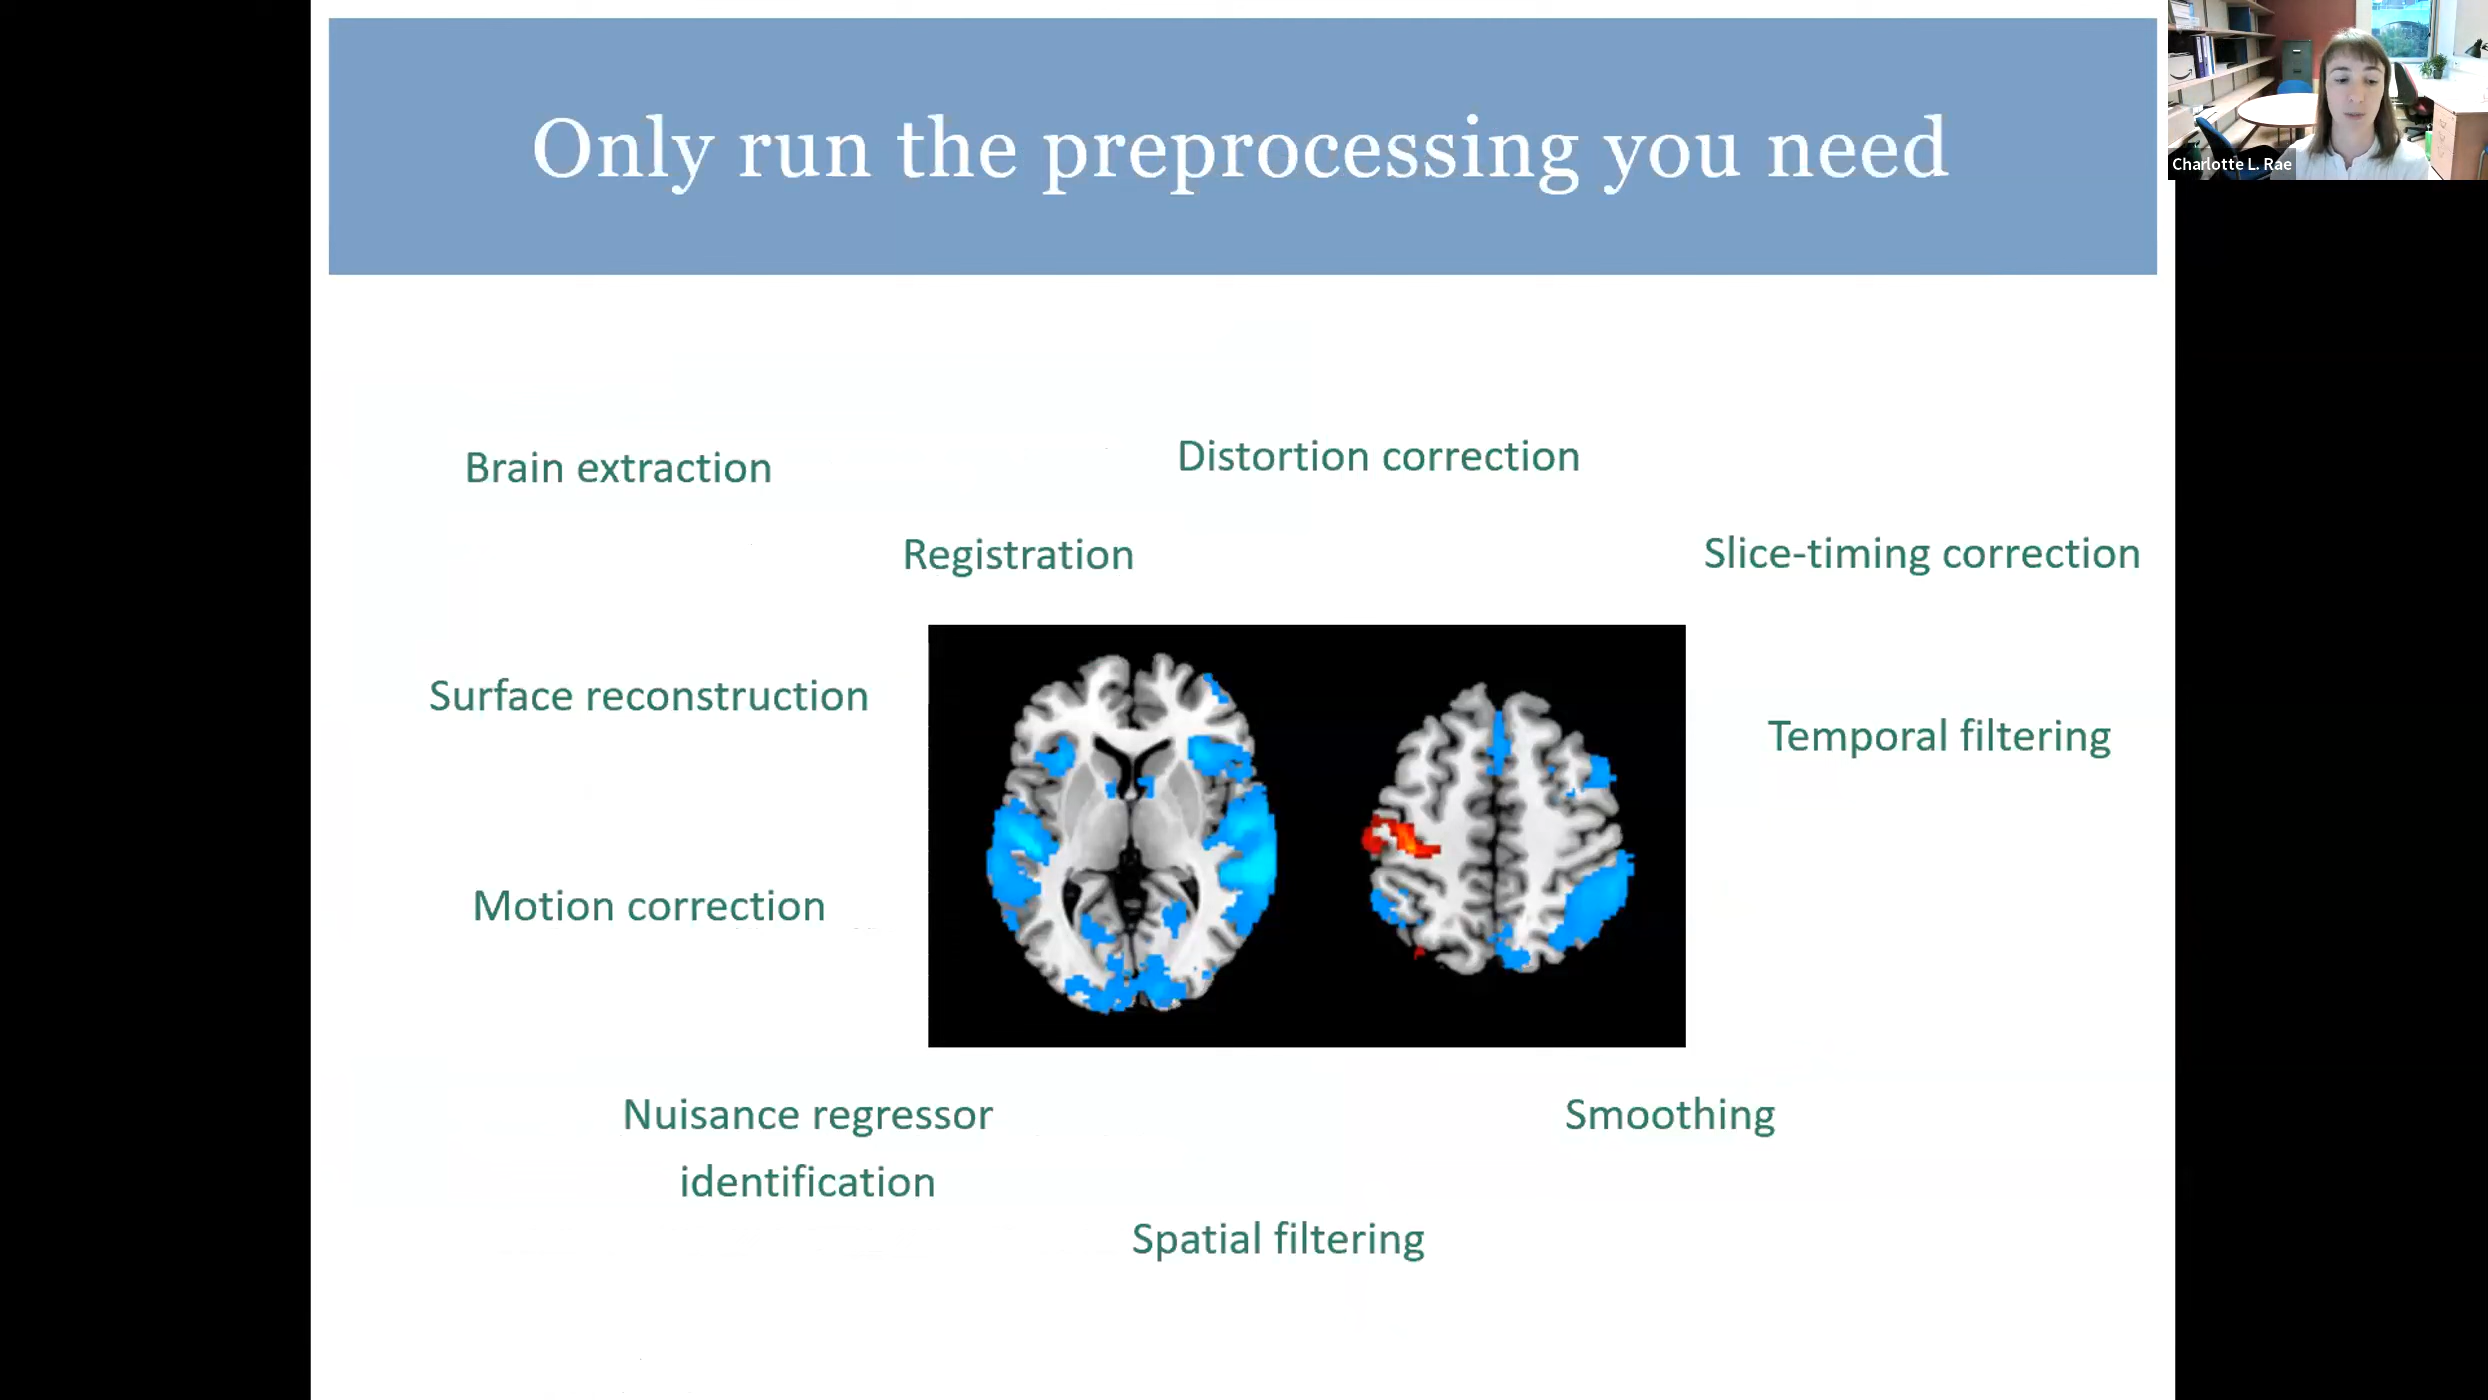 Only run the preprocessing you need
Charlotte L. Rae
Brain extraction
Distortion correction
Registration
Slice-timing correction
Surface reconstruction
Temporal filtering
Motion correction
Nuisance regressor
identification
Smoothing
Spatial filtering